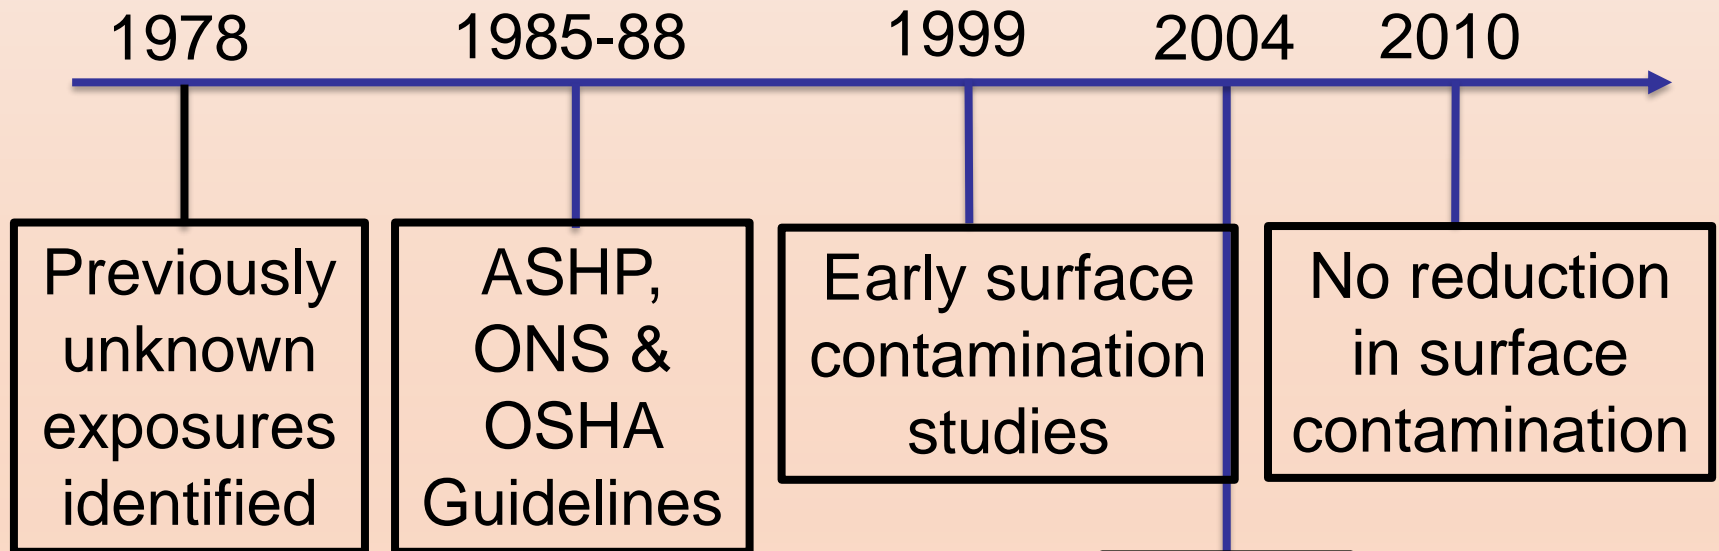 1978 1985-88 1999 2004 2010
Previously
unknown
exposures
identified
ASHP,
ONS &
OSHA
Guidelines
Early surface
contamination
studies
No reduction
in surface
contamination